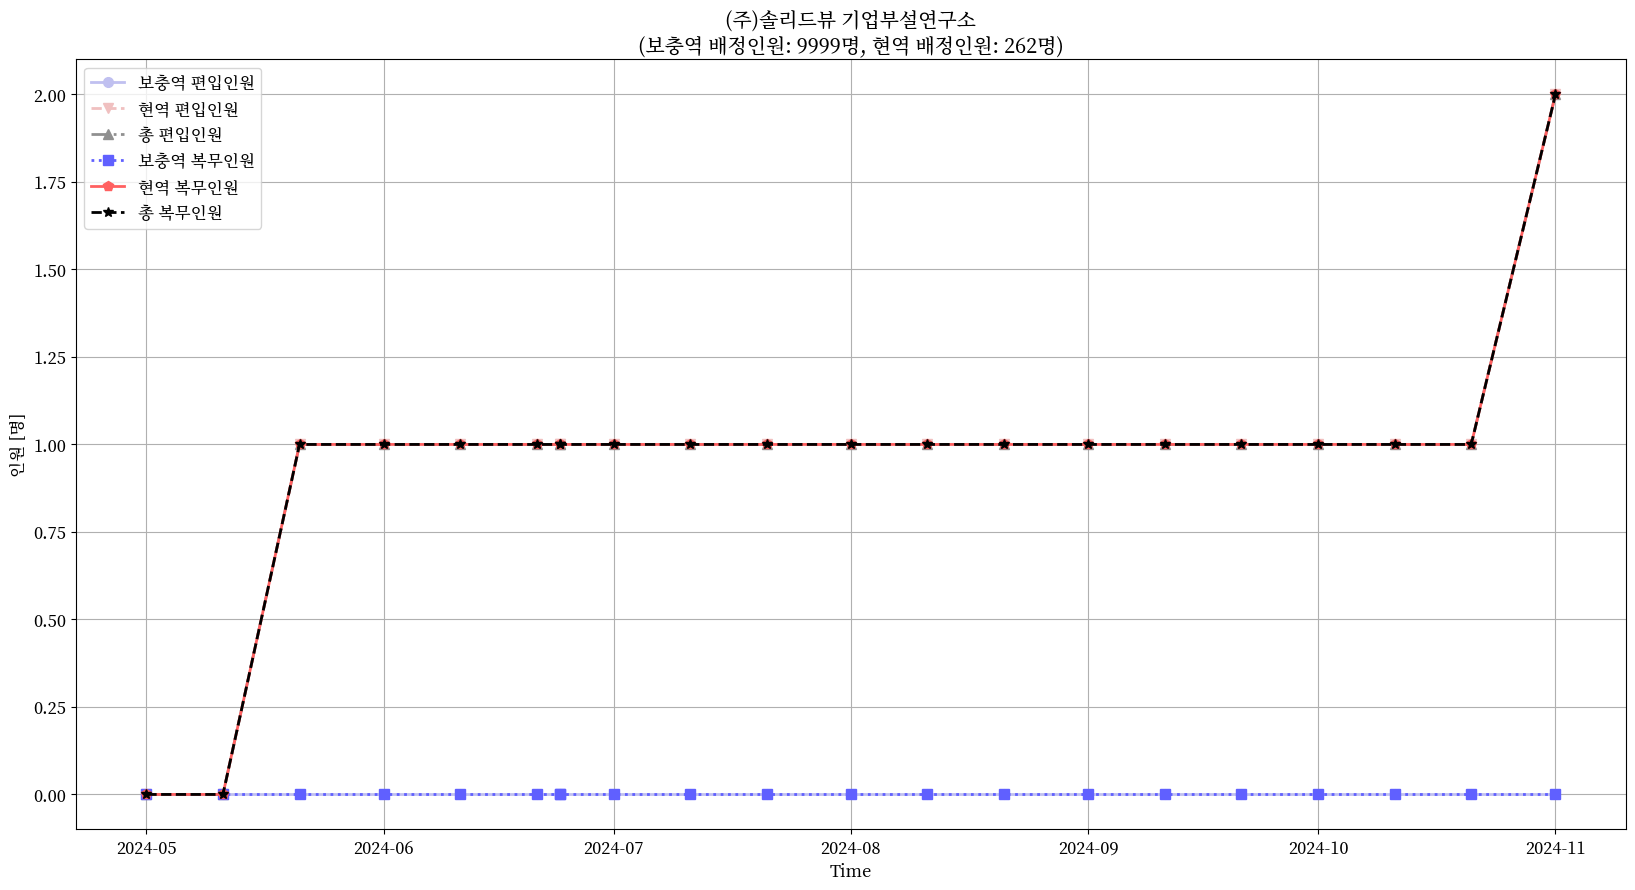 (주)솔리드뷰 기업부설연구소
(보충역 배정인원: 9999명, 현역 배정인원: 262명)
보충역 편입인원
현역 편입인원
총 편입인원
보충역 복무인원
현역 복무인원
총 복무인원
2.00
1.75
1.50
1.25
1.00
0.75
0.50
0.25
0.00
인원 [명]
2024-05 2024-06 2024-07 2024-08 2024-09 2024-10 2024-11
Time